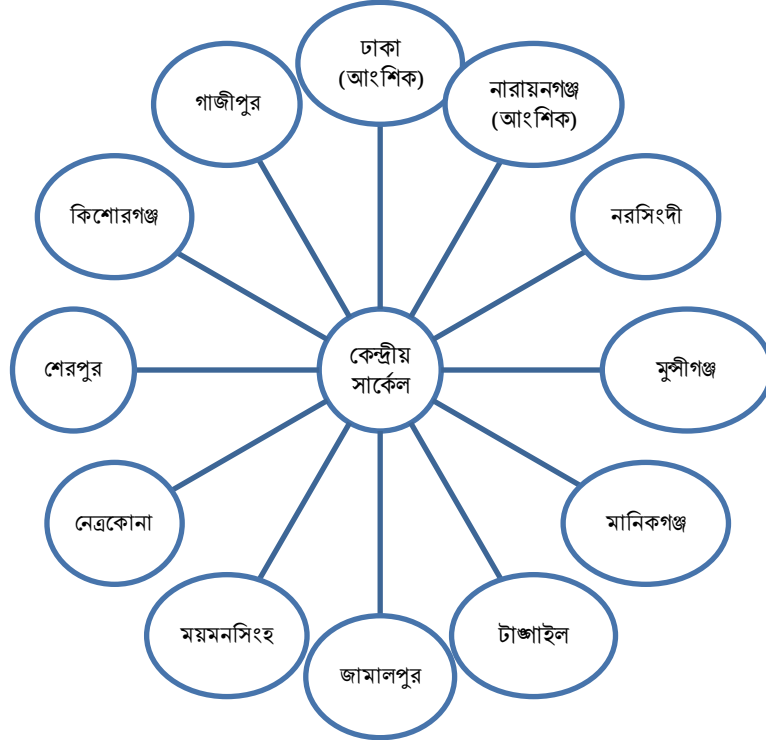 ঢাকা
(আংশিক)
নারায়নগঞ্জ
(আংশিক)
নরসিংদী
মুন্সীগঞ্জ
মানিকগঞ্জ
টাঙ্গাইল
জামালপুর
ময়মনসিংহ
নেত্রকোনা
শেরপুর
কিশোরগঞ্জ
গাজীপুর
কেন্দ্রীয়
সার্কেল